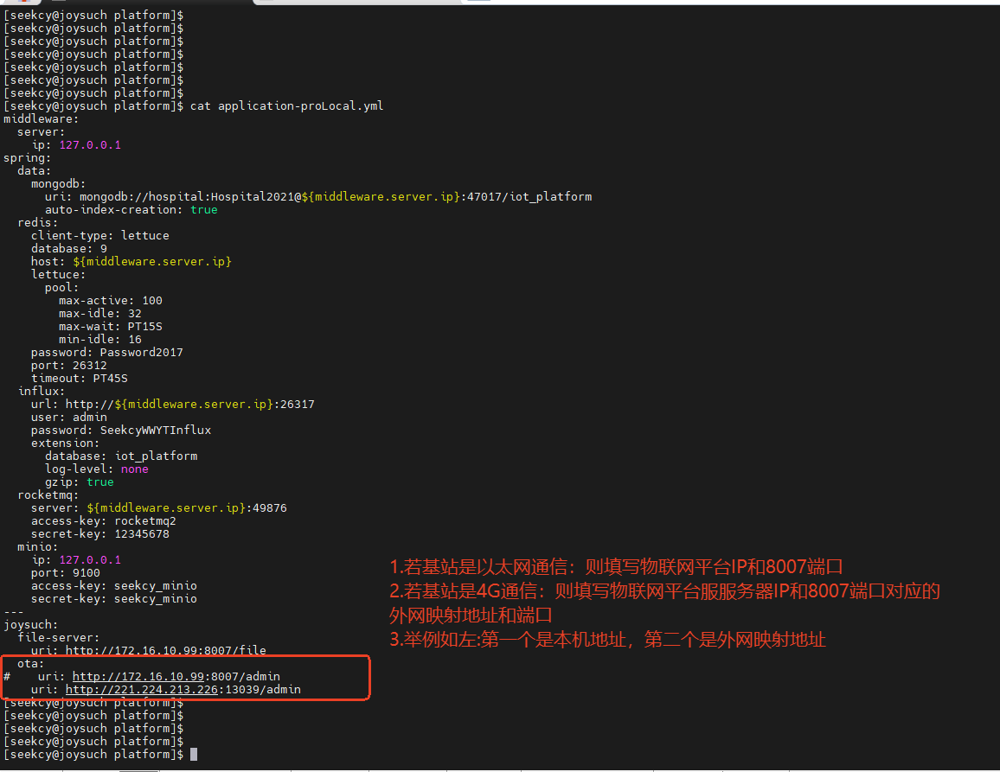 [seekcy@joysuch platform]$
[seekcy@joysuch platform]$
[seekcy@joysuch platform]$
[seekcy@joysuch platform]$
[seekcy@joysuch platform]$
[seekcy@joysuch platform]$
[seekcy@joysuch platform]$
[seekcy@joysuch platform]$ cat application-proLocal.yml
middleware:
  server:
    ip: 127.0.0.1
spring:
  data:
    mongodb:
      uri: mongodb://hospital:Hospital2021@${middleware.server.ip}:47017/iot_platform
      auto-index-creation: true
  redis:
    client-type: lettuce
    database: 9
    host: ${middleware.server.ip}
    lettuce:
      pool:
        max-active: 100
        max-idle: 32
        max-wait: PT15S
        min-idle: 16
    password: Password2017
    port: 26312
    timeout: PT45S
  influx:
    url: http://${middleware.server.ip}:26317
    user: admin
    password: SeekcyWWYTInflux
    extension:
      database: iot_platform
      log-level: none
      gzip: true
  rocketmq:
    server: ${middleware.server.ip}:49876
    access-key: rocketmq2
    secret-key: 12345678
  minio:
    ip: 127.0.0.1
    port: 9100
    access-key: seekcy_minio
    secret-key: seekcy_minio
---
joysuch:
  file-server:
    uri: http://172.16.10.99:8007/file
  ota:
#    uri: http://172.16.10.99:8007/admin
    uri: http://221.224.213.226:13039/admin
[seekcy@joysuch platform]$
[seekcy@joysuch platform]$
[seekcy@joysuch platform]$
[seekcy@joysuch platform]$
[seekcy@joysuch platform]$
1.若基站是以太网通信：则填写物联网平台IP和8007端口
2.若基站是4G通信：则填写物联网平台服服务器IP和8007端口对应的
外网映射地址和端口
3.举例如左:第一个是本机地址，第二个是外网映射地址